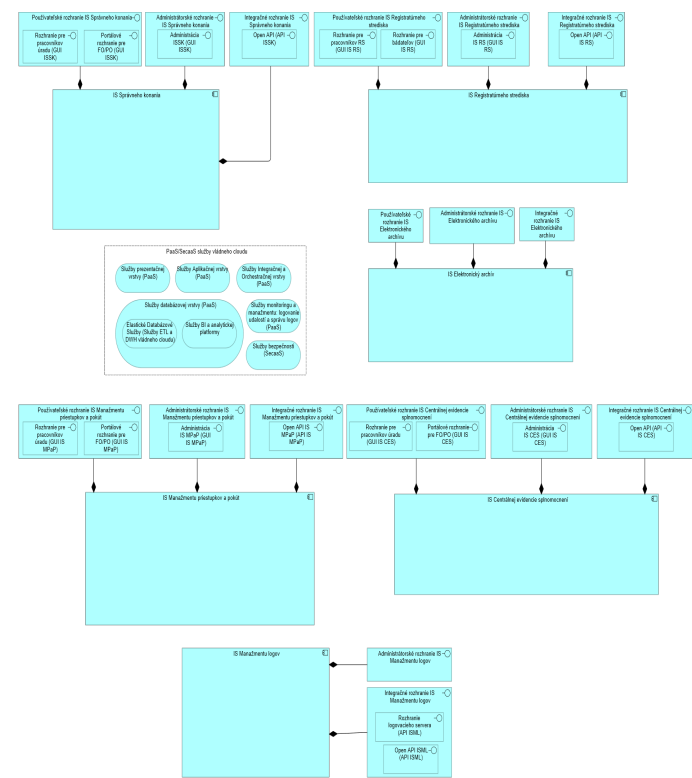 Používateľské rozhranie IS Správneho konania
Rozhranie pre
pracovníkov
úradu (GUI
ISSK)
Portálové
rozhranie pre
FO/PO (GUI
ISSK)
Administrátorské rozhranie
IS Správneho konania
Administrácia
ISSK (GUI
ISSK)
Integračné rozhranie IS
Správneho konania
Open API (API
ISSK)
IS Správneho konania
Používateľské rozhranie IS Registratúrneho
strediska
Rozhranie pre
pracovníkov RS
(GUI IS RS)
Rozhranie pre
bádateľov (GUI
IS RS)
Administrátorské rozhranie
IS Registratúrneho strediska
Administrácia
IS RS (GUI IS
RS)
Integračné rozhranie IS
Registratúrneho strediska
Open API (API
IS RS)
IS Registratúrneho strediska
Používateľské
rozhranie IS
Elektronického
archívu
Administrátorské rozhranie IS
Elektronického archívu
Integračné
rozhranie IS
Elektronického
archívu
IS Elektronický archív
PaaS/SecaaS služby vládneho cloudu
Služby prezentačnej
vrstvy (PaaS)
Služby Aplikačnej vrstvy
(PaaS)
Služby Integračnej a
Orchestračnej vrstvy
(PaaS)
Služby databázovej vrstvy (PaaS)
Elastické Databázové
Služby (Služby ETL a
DWH vládneho cloudu)
Služby BI a analytickej
platformy
Služby monitoringu a
manažmentu: logovanie
udalostí a správu logov
(PaaS)
Služby bezpečnosti
(SecaaS)
Používateľské rozhranie IS Manažmentu
priestupkov a pokút
Rozhranie pre
pracovníkov
úradu (GUI IS
MPaP)
Portálové
rozhranie pre
FO/PO (GUI IS
MPaP)
Administrátorské rozhranie IS
Manažmentu priestupkov a pokút
Administrácia
IS MPaP (GUI
IS MPaP)
Integračné rozhranie IS
Manažmentu priestupkov a pokút
Open API IS
MPaP (API IS
MPaP)
IS Manažmentu priestupkov a pokút
Používateľské rozhranie IS Centrálnej evidencie
splnomocnení
Rozhranie pre
pracovníkov úradu
(GUI IS CES)
Portálové rozhranie
pre FO/PO (GUI IS
CES)
Administrátorské rozhranie IS
Centrálnej evidencie splnomocnení
Administrácia
IS CES (GUI IS
CES)
Integračné rozhranie IS Centrálnej
evidencie splnomocnení
Open API (API
IS CES)
IS Centrálnej evidencie splnomocnení
IS Manažmentu logov
Administrátorské rozhranie IS
Manažmentu logov
Integračné rozhranie IS
Manažmentu logov
Rozhranie
logovacieho servera
(API ISML)
Open API ISML
(API ISML)